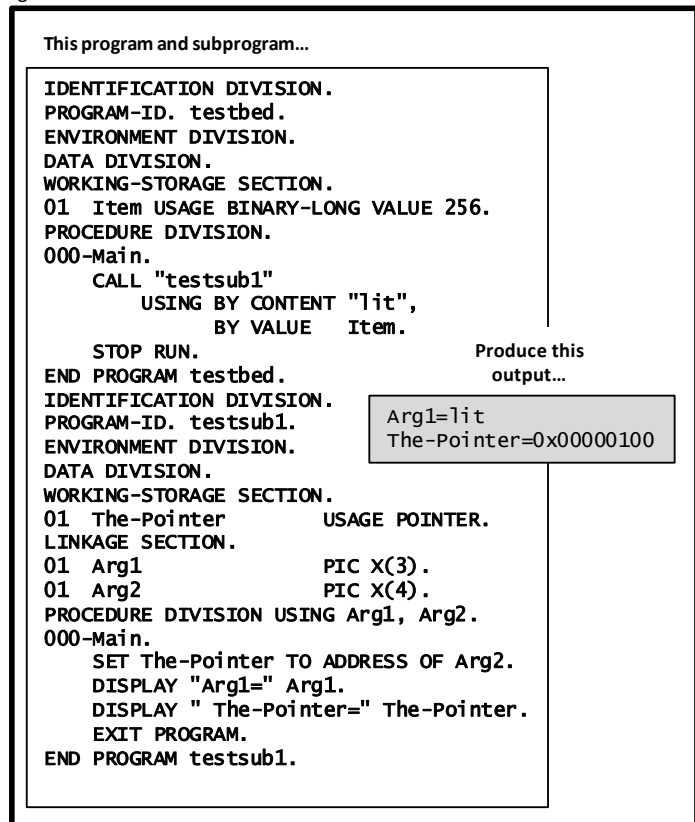 This program and subprogram…
IDENTIFICATION DIVISION.
PROGRAM-ID. testbed.
ENVIRONMENT DIVISION.
DATA DIVISION.
WORKING-STORAGE SECTION.
01  Item USAGE BINARY-LONG VALUE 256.
PROCEDURE DIVISION.
000-Main.
    CALL "testsub1"
        USING BY CONTENT "lit",
              BY VALUE   Item.
    STOP RUN.
END PROGRAM testbed.
IDENTIFICATION DIVISION.
PROGRAM-ID. testsub1.
ENVIRONMENT DIVISION.
DATA DIVISION.
WORKING-STORAGE SECTION.
01  The-Pointer         USAGE POINTER.
LINKAGE SECTION.
01  Arg1                PIC X(3).
01  Arg2                PIC X(4).
PROCEDURE DIVISION USING Arg1, Arg2.
000-Main.
    SET The-Pointer TO ADDRESS OF Arg2.
    DISPLAY "Arg1=" Arg1.
    DISPLAY " The-Pointer=" The-Pointer.
    EXIT PROGRAM.
END PROGRAM testsub1.
Produce this
output…
Arg1=lit
The-Pointer=0x00000100